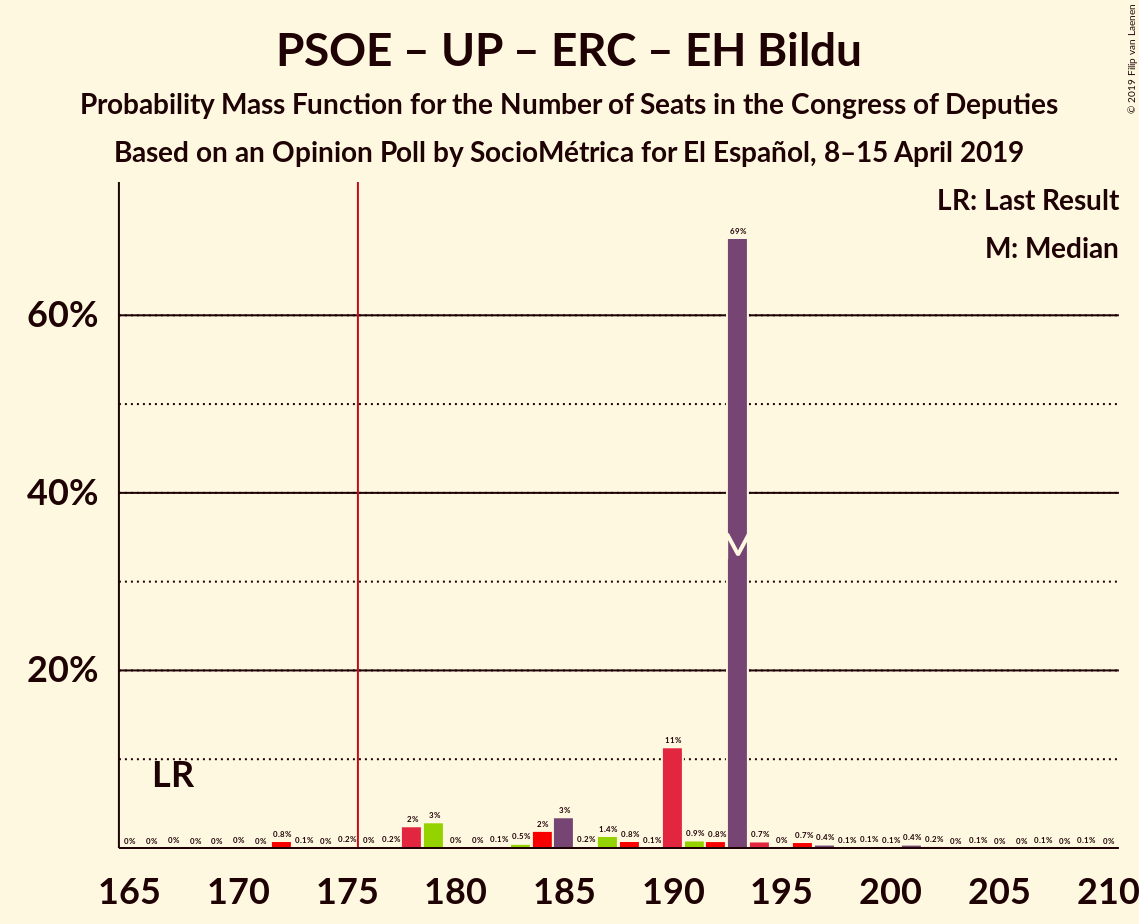 PSOE – UP – ERC – EH Bildu
Probability Mass Function for the Number of Seats in the Congress of Deputies
Based on an Opinion Poll by SocioMétrica for El Español, 8–15 April 2019
© 2019 Filip van Laenen
LR: Last Result
M: Median
60%
40%
20%
LR
69%
0% 0% 0% 0% 0% 0% 0% 0.8% 0.1% 0% 0.2% 0% 0.2% 2% 3% 0% 0% 0.1% 0.5% 2% 3% 0.2% 1.4% 0.8% 0.1% 11% 0.9% 0.8% 0.7% 0% 0.7% 0.4% 0.1% 0.1% 0.1% 0.4% 0.2% 0% 0.1% 0% 0% 0.1% 0% 0.1% 0%
165 170 175 180 185 190 195 200 205 210